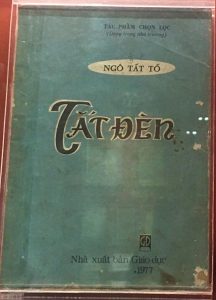 TÁC PHẨM CHỌN LỌC
(Dùng trong nhà trường)
NGÔ TẤT TỐ
TẮT ĐÈN
Nhà xuất bản Giáo dục
1977